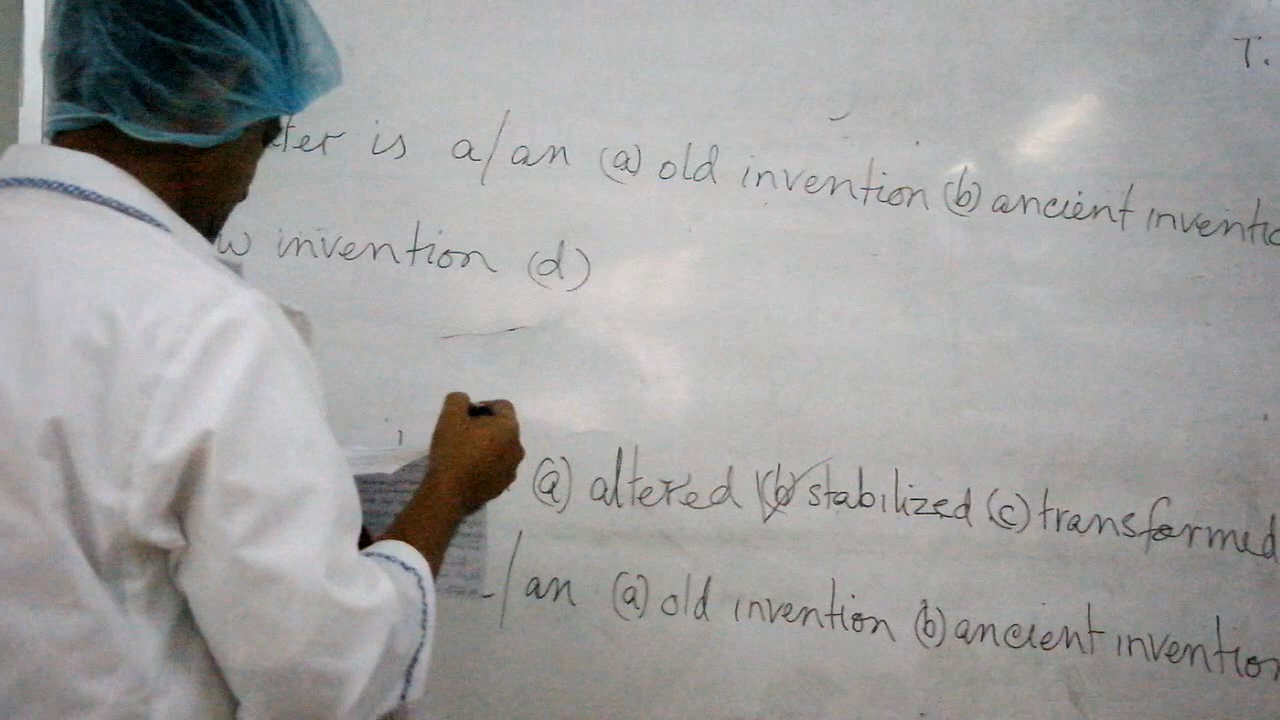 T.
ter is a/an (a) old invention (b) ancient inventio
w invention (d)
(a) altered (b) stabilized (c) transformed
/an (a) old invention (b) ancient invention